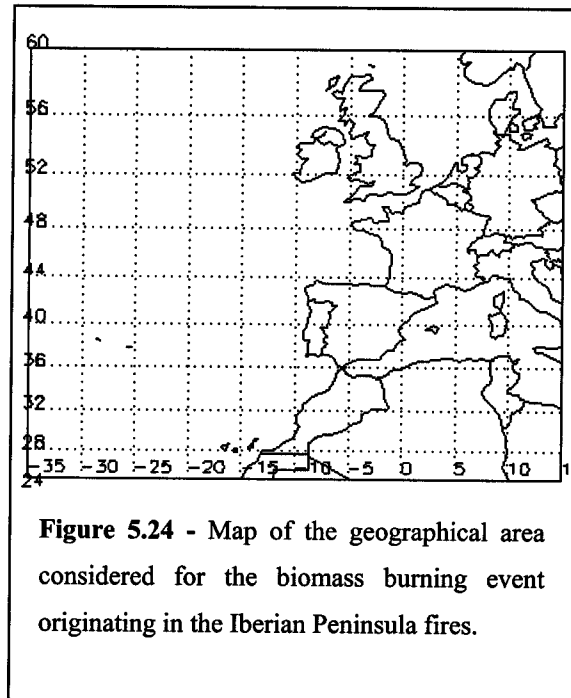 60
56
52
48
44
40
36
32
28
-35 -30 -25 -20 -15 -10 -5 0 5 10 1
24
Figure 5.24 - Map of the geographical area
considered for the biomass burning event
originating in the Iberian Peninsula fires.